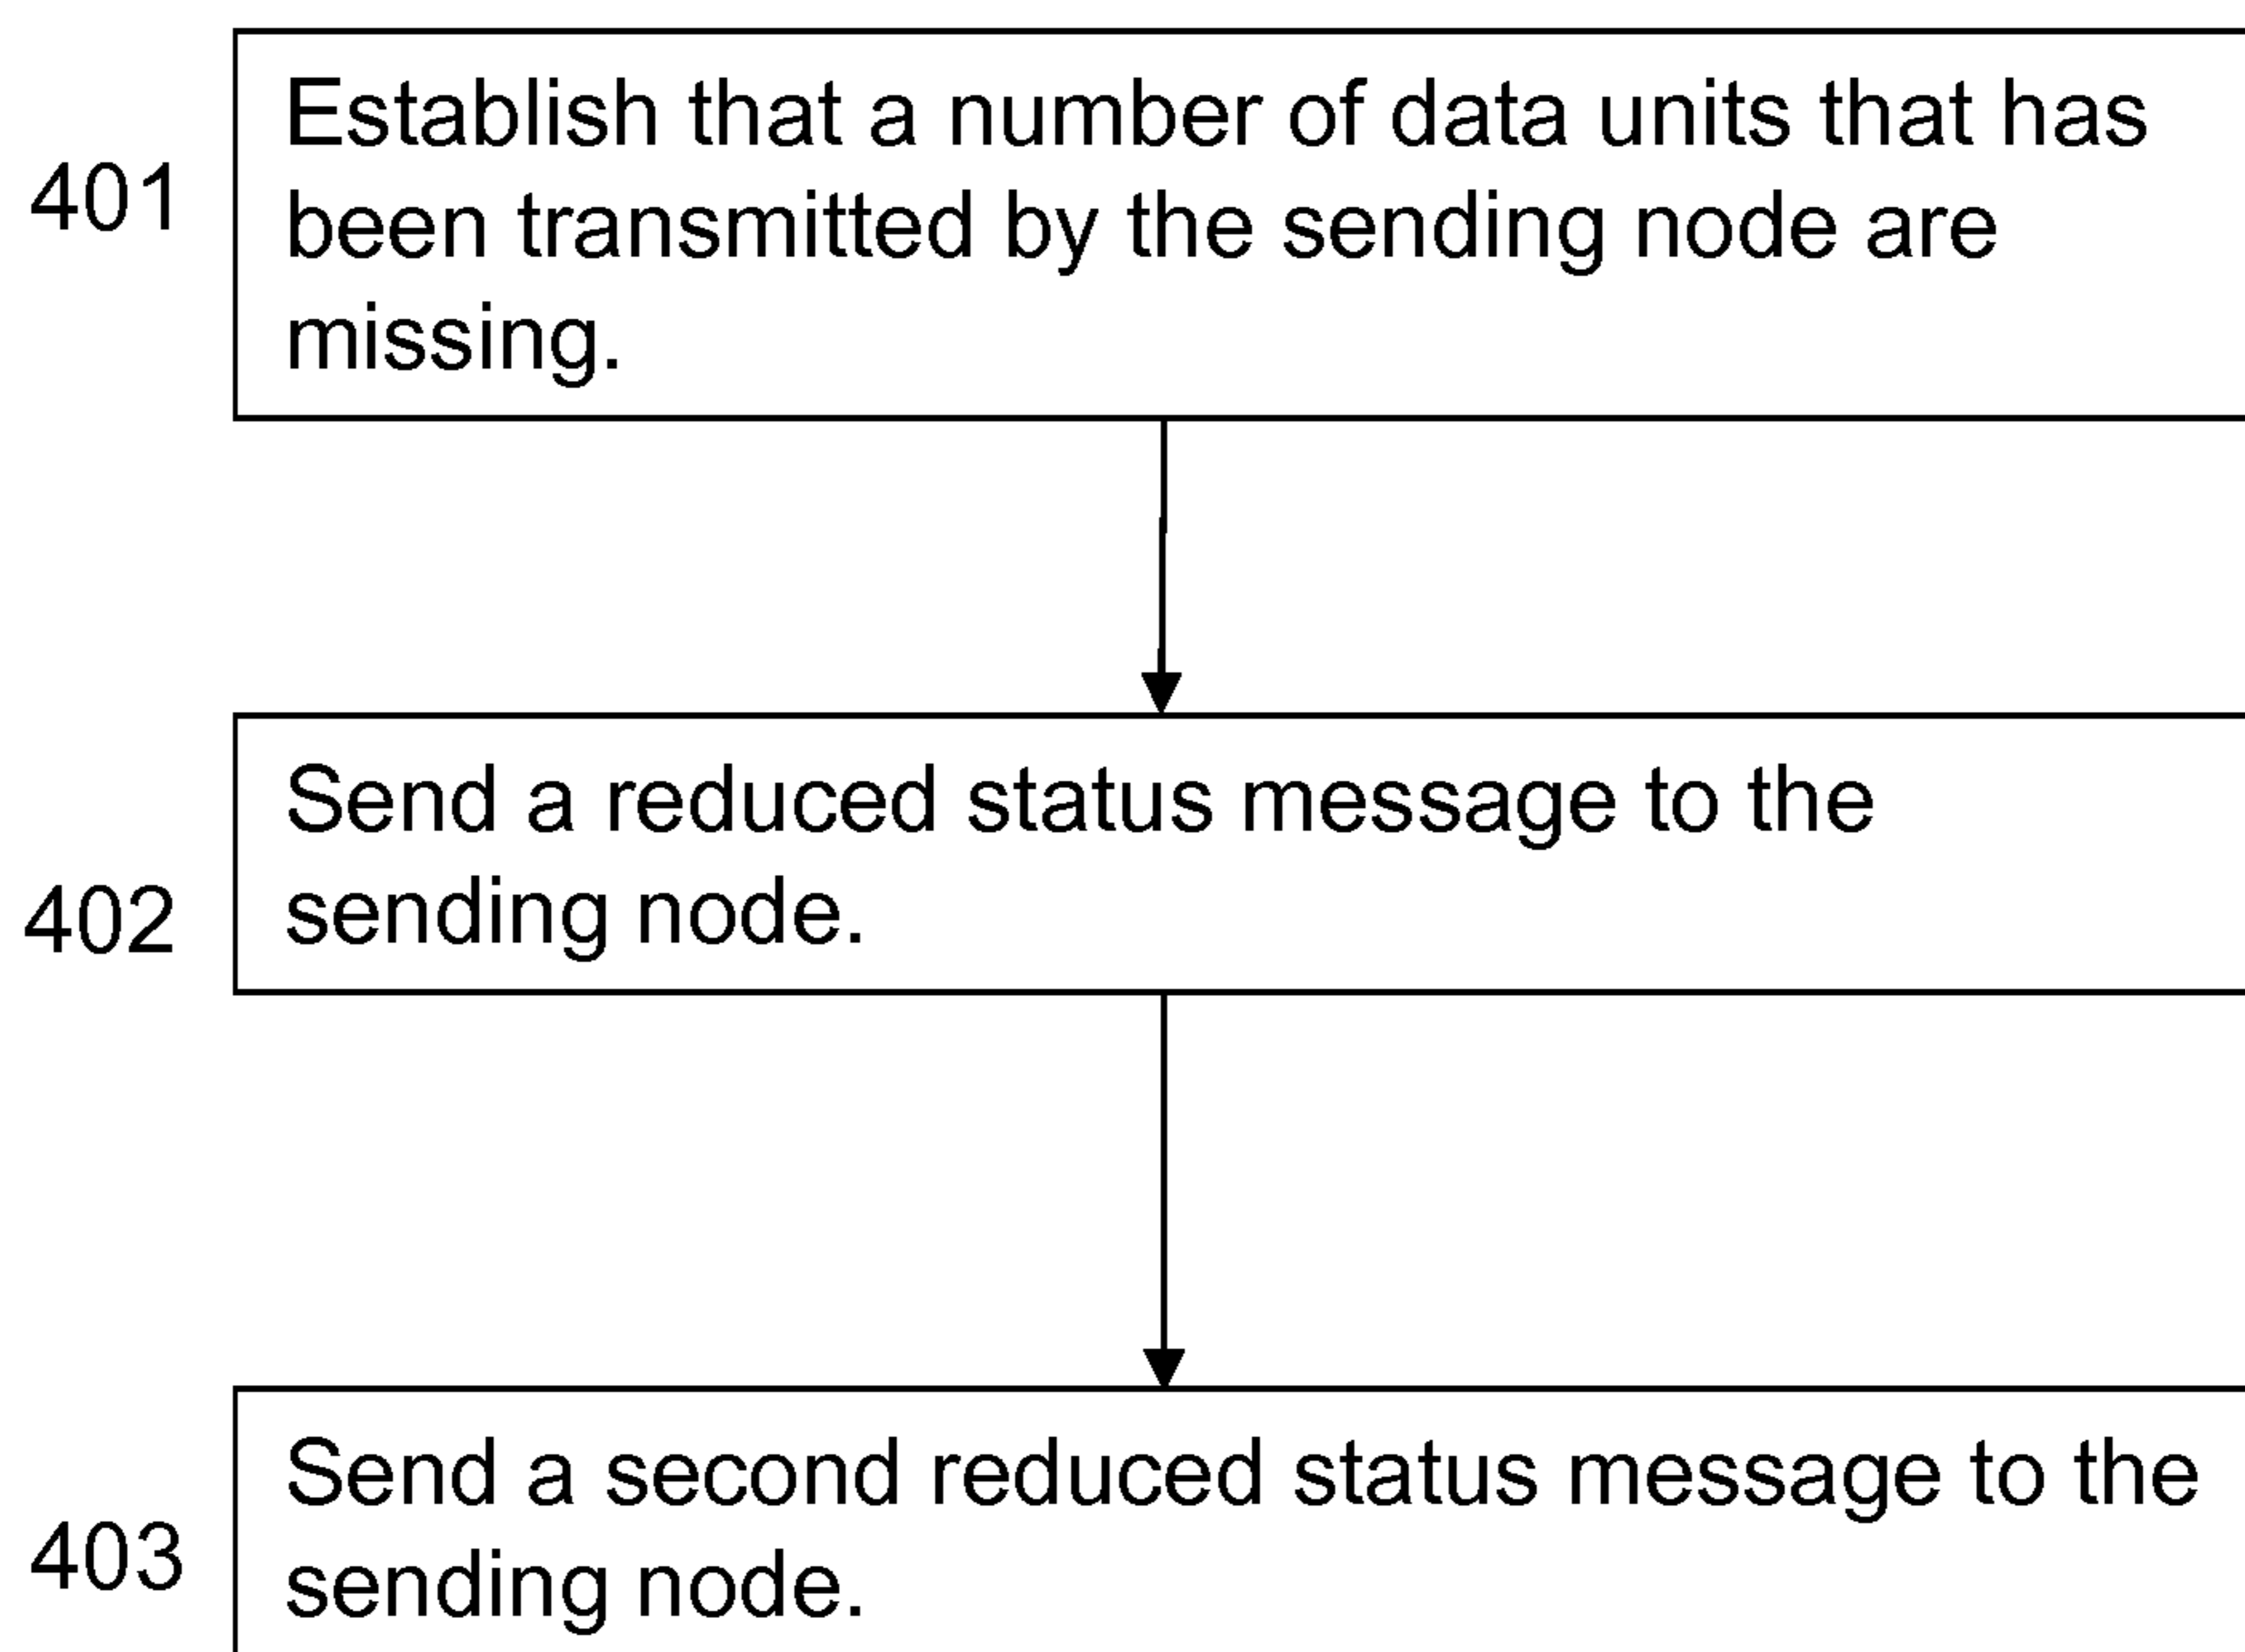 Establish that a number of data units that has
401
been transmitted by the sending node are
missing.
Send a reduced status message to the
402
sending node.
Send a second reduced status message to the
403
sending node.